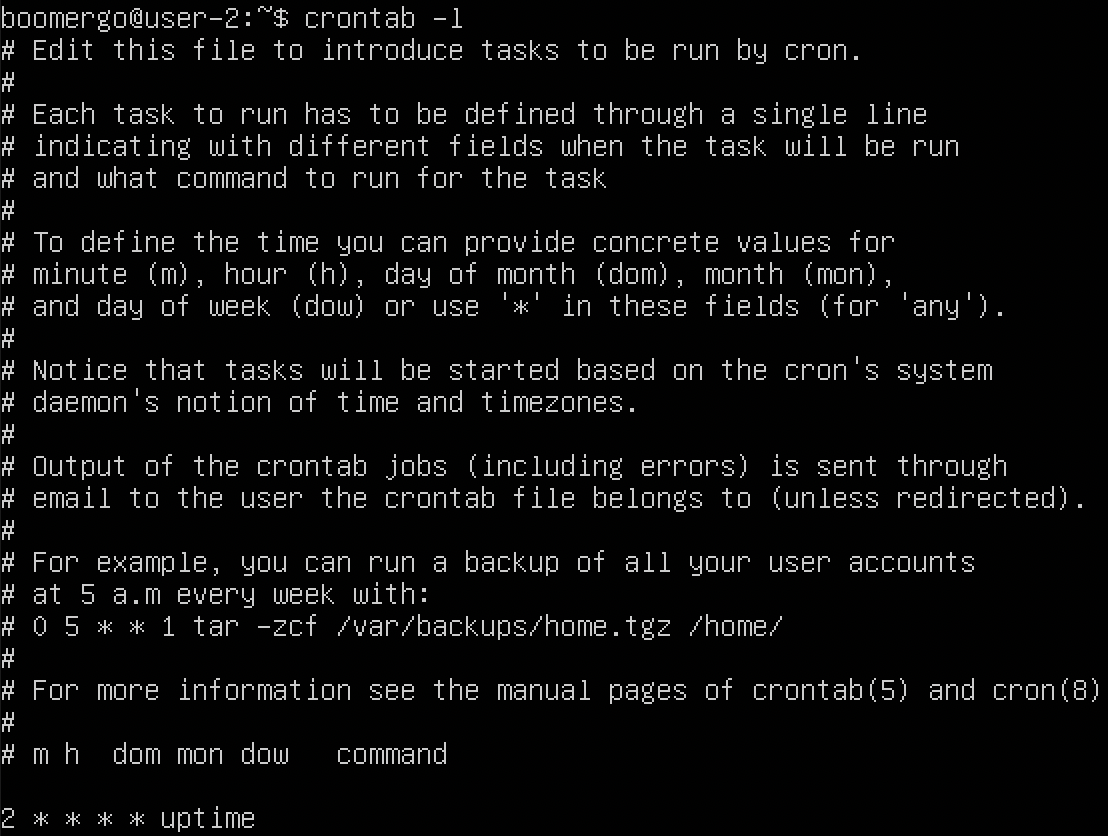 boomergo@user-2:~$ crontab -l
# Edit this file to introduce tasks to be run by cron.
#
# Each task to run has to be defined through a single line
# indicating with different fields when the task will be run
# and what command to run for the task
#
# To define the time you can provide concrete values for
# minute (m), hour (h), day of month (dom), month (mon),
# and day of week (dow) or use '*' in these fields (for 'any').
#
# Notice that tasks will be started based on the cron's system
# daemon's notion of time and timezones.
#
# Output of the crontab jobs (including errors) is sent through
# email to the user the crontab file belongs to (unless redirected).
#
# For example, you can run a backup of all your user accounts
# at 5 a.m every week with:
# 0 5 * * 1 tar -zcf /var/backups/home.tgz /home/
#
# For more information see the manual pages of crontab(5) and cron(8)
#
# m h  dom mon dow   command

2 * * * * uptime